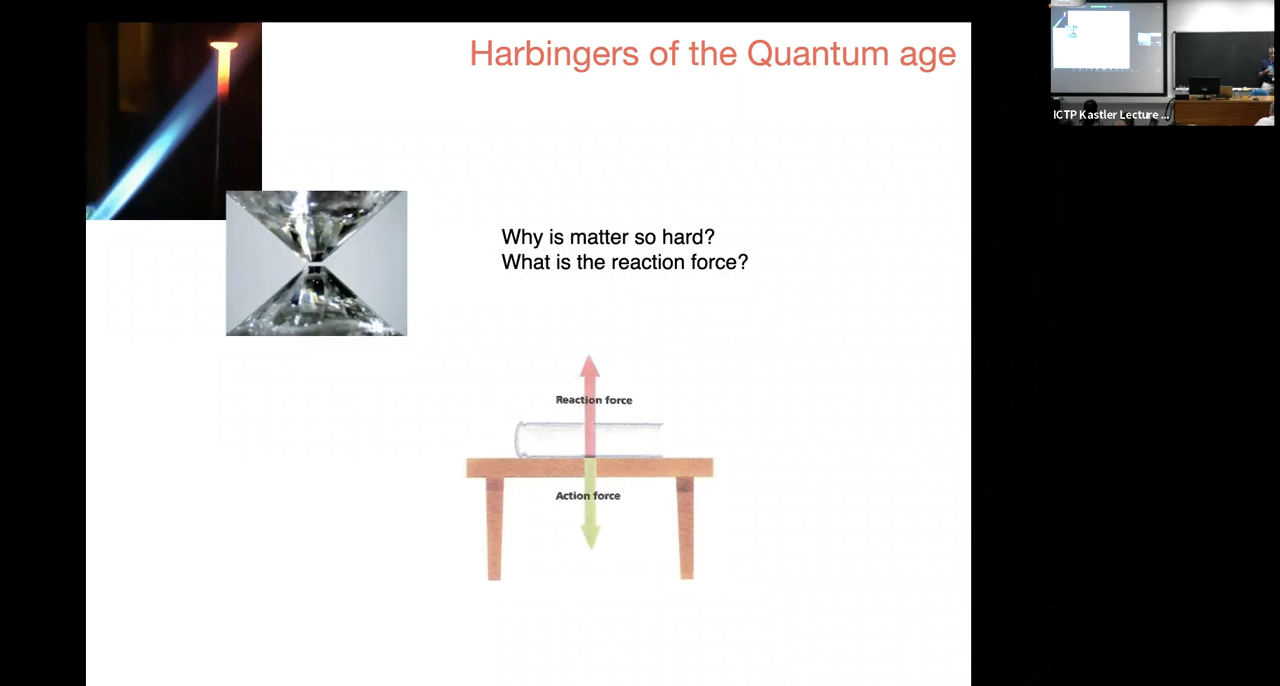 Harbingers of the Quantum age
ICTP Kastler Lecture ...
Why is matter so hard?
What is the reaction force?
Reaction force
Action force